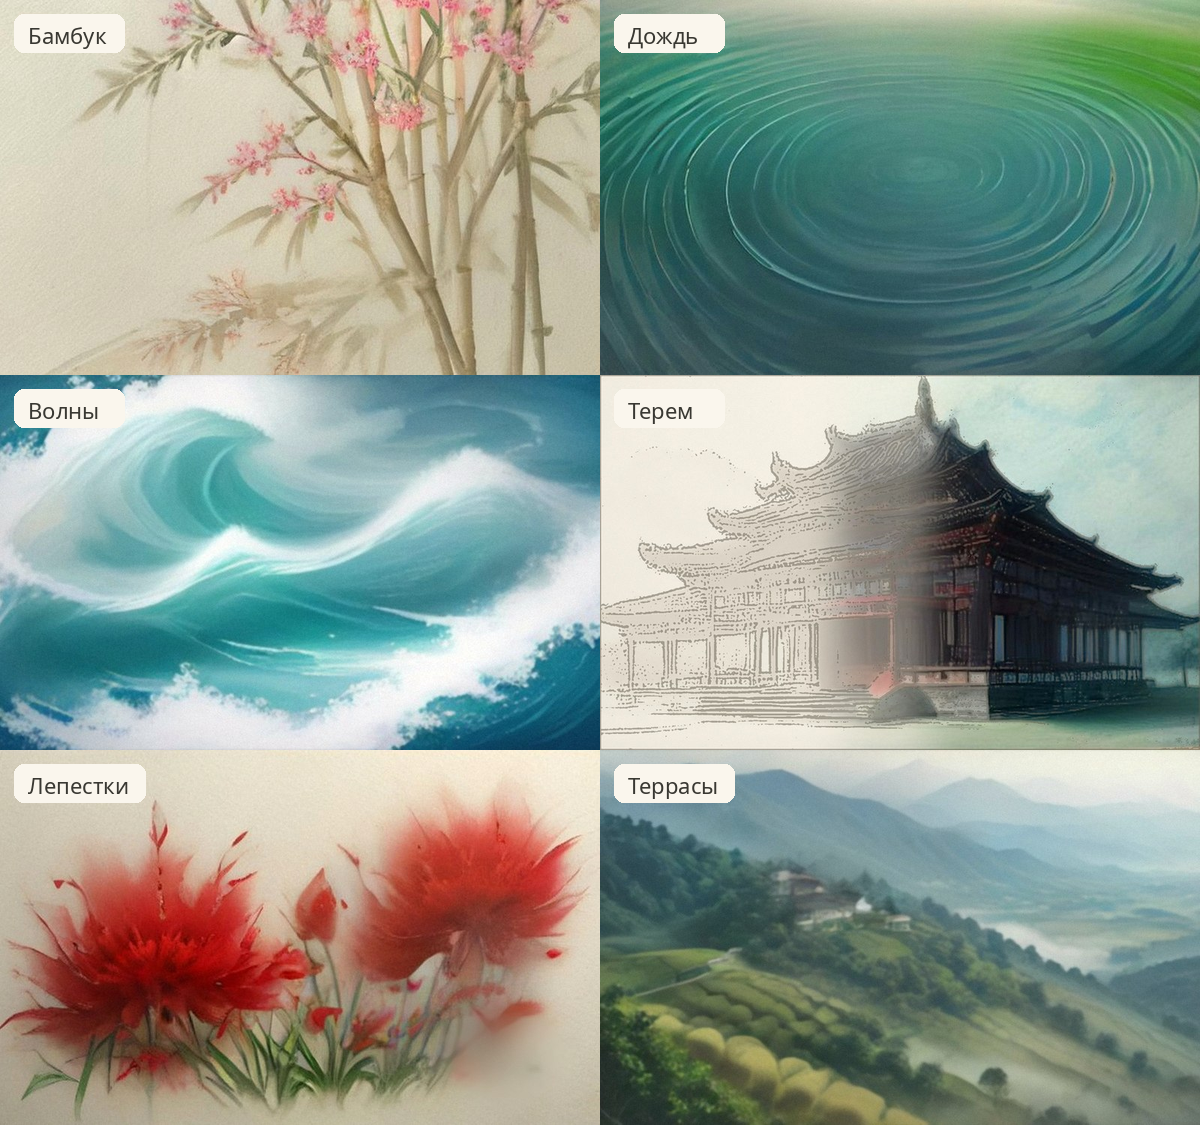 Бамбук
Дождь
Волны
Терем
Лепестки
Террасы